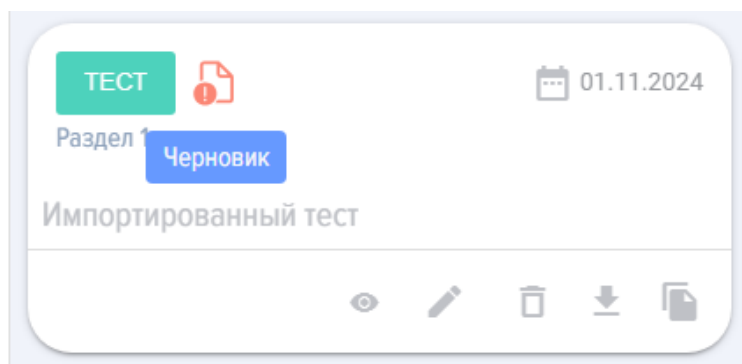 ТЕСТ
01.11.2024
Раздел 1
Черновик
Импортированный тест